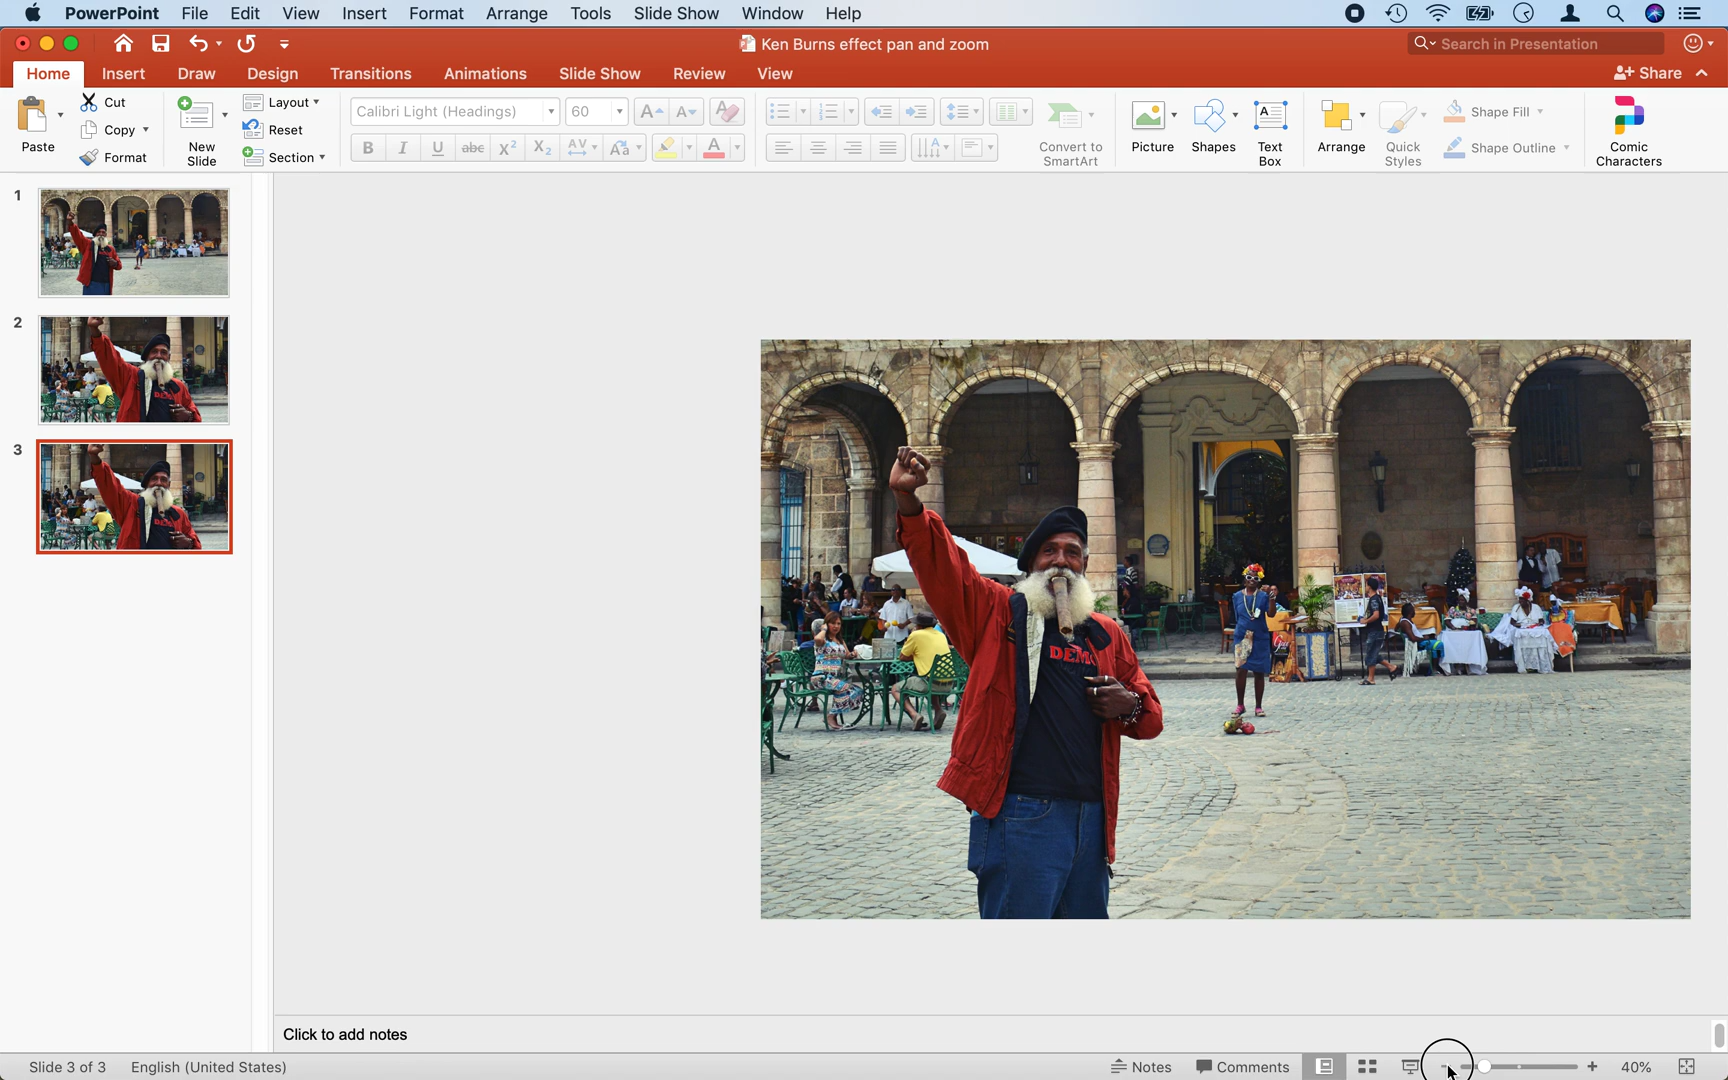 PowerPoint File Edit View Insert Format Arrange Tools Slide Show Window Help
Ken Burns effect pan and zoom
Search in Presentation
Home Insert Draw Design Transitions Animations Slide Show Review View
Share
Paste
Cut
Copy
Format
New Slide
Layout
Reset
Section
Calibri Light (Headings) 60
Convert to SmartArt
Picture
Shapes
Text Box
Arrange
Quick Styles
Shape Fill
Shape Outline
Comic Characters
1
2
3
Click to add notes
Slide 3 of 3 English (United States)
Notes Comments 40%